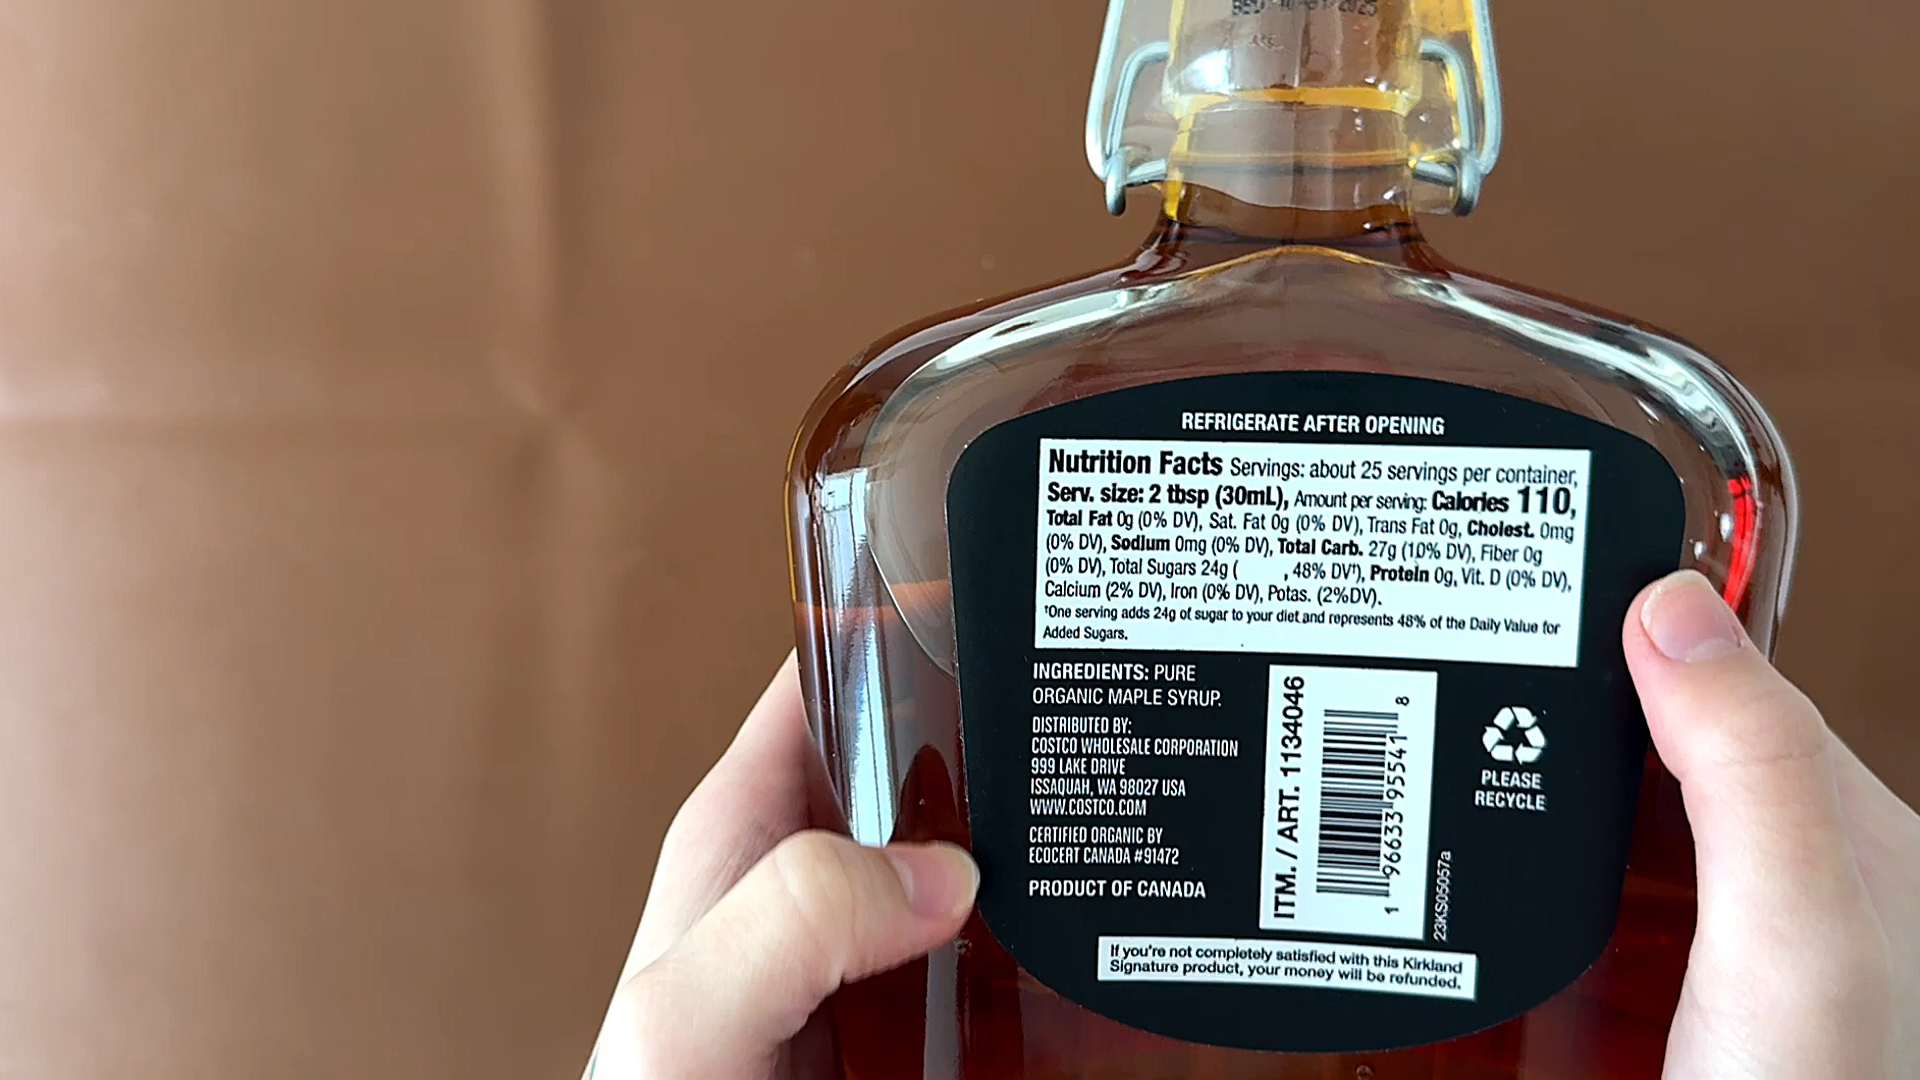 REFRIGERATE AFTER OPENING
Nutrition Facts Servings: about 25 servings per container,
Serv. size: 2 tbsp (30mL), Amount per serving: Calories 110,
Total Fat 0g (0% DV), Sat. Fat 0g (0% DV), Trans Fat 0g, Cholest. 0mg
(0% DV), Sodium 0mg (0% DV), Total Carb. 27g (10% DV), Fiber 0g
(0% DV), Total Sugars 24g ( , 48% DV†), Protein 0g, Vit. D (0% DV),
Calcium (2% DV), Iron (0% DV), Potas. (2%DV).
†One serving adds 24g of sugar to your diet and represents 48% of the Daily Value for
Added Sugars.
INGREDIENTS: PURE
ORGANIC MAPLE SYRUP.
DISTRIBUTED BY:
COSTCO WHOLESALE CORPORATION
999 LAKE DRIVE
ISSAQUAH, WA 98027 USA
WWW.COSTCO.COM
CERTIFIED ORGANIC BY
ECOCERT CANADA #91472
PRODUCT OF CANADA
ITM. / ART. 1134046
1 96633 95541 8
23KS05057a
PLEASE
RECYCLE
If you're not completely satisfied with this Kirkland
Signature product, your money will be refunded.